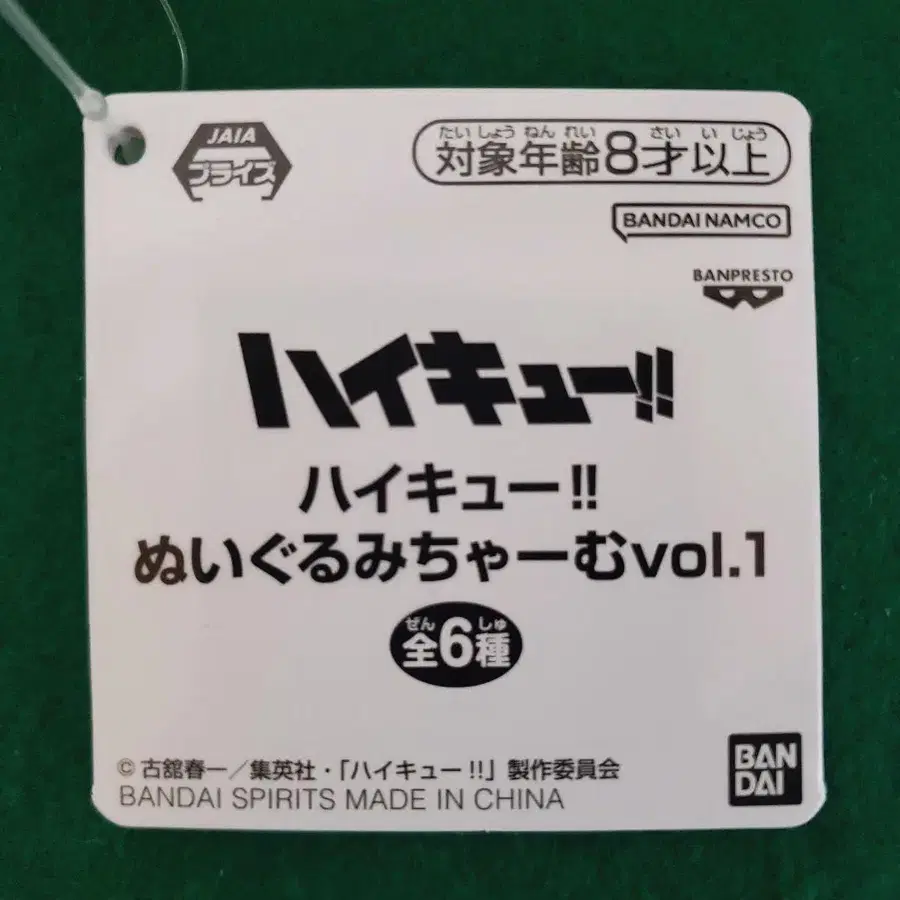 JAIA
プライズ
たいしょうねんれい さいいじょう
対象年齢8才以上
BANDAI NAMCO
BANPRESTO
ハイキュー!!
ハイキュー!!
ぬいぐるみちゃーむvol.1
ぜん しゅ
全6種
© 古舘春一／集英社・「ハイキュー!!」製作委員会
BANDAI SPIRITS MADE IN CHINA
BAN
DAI